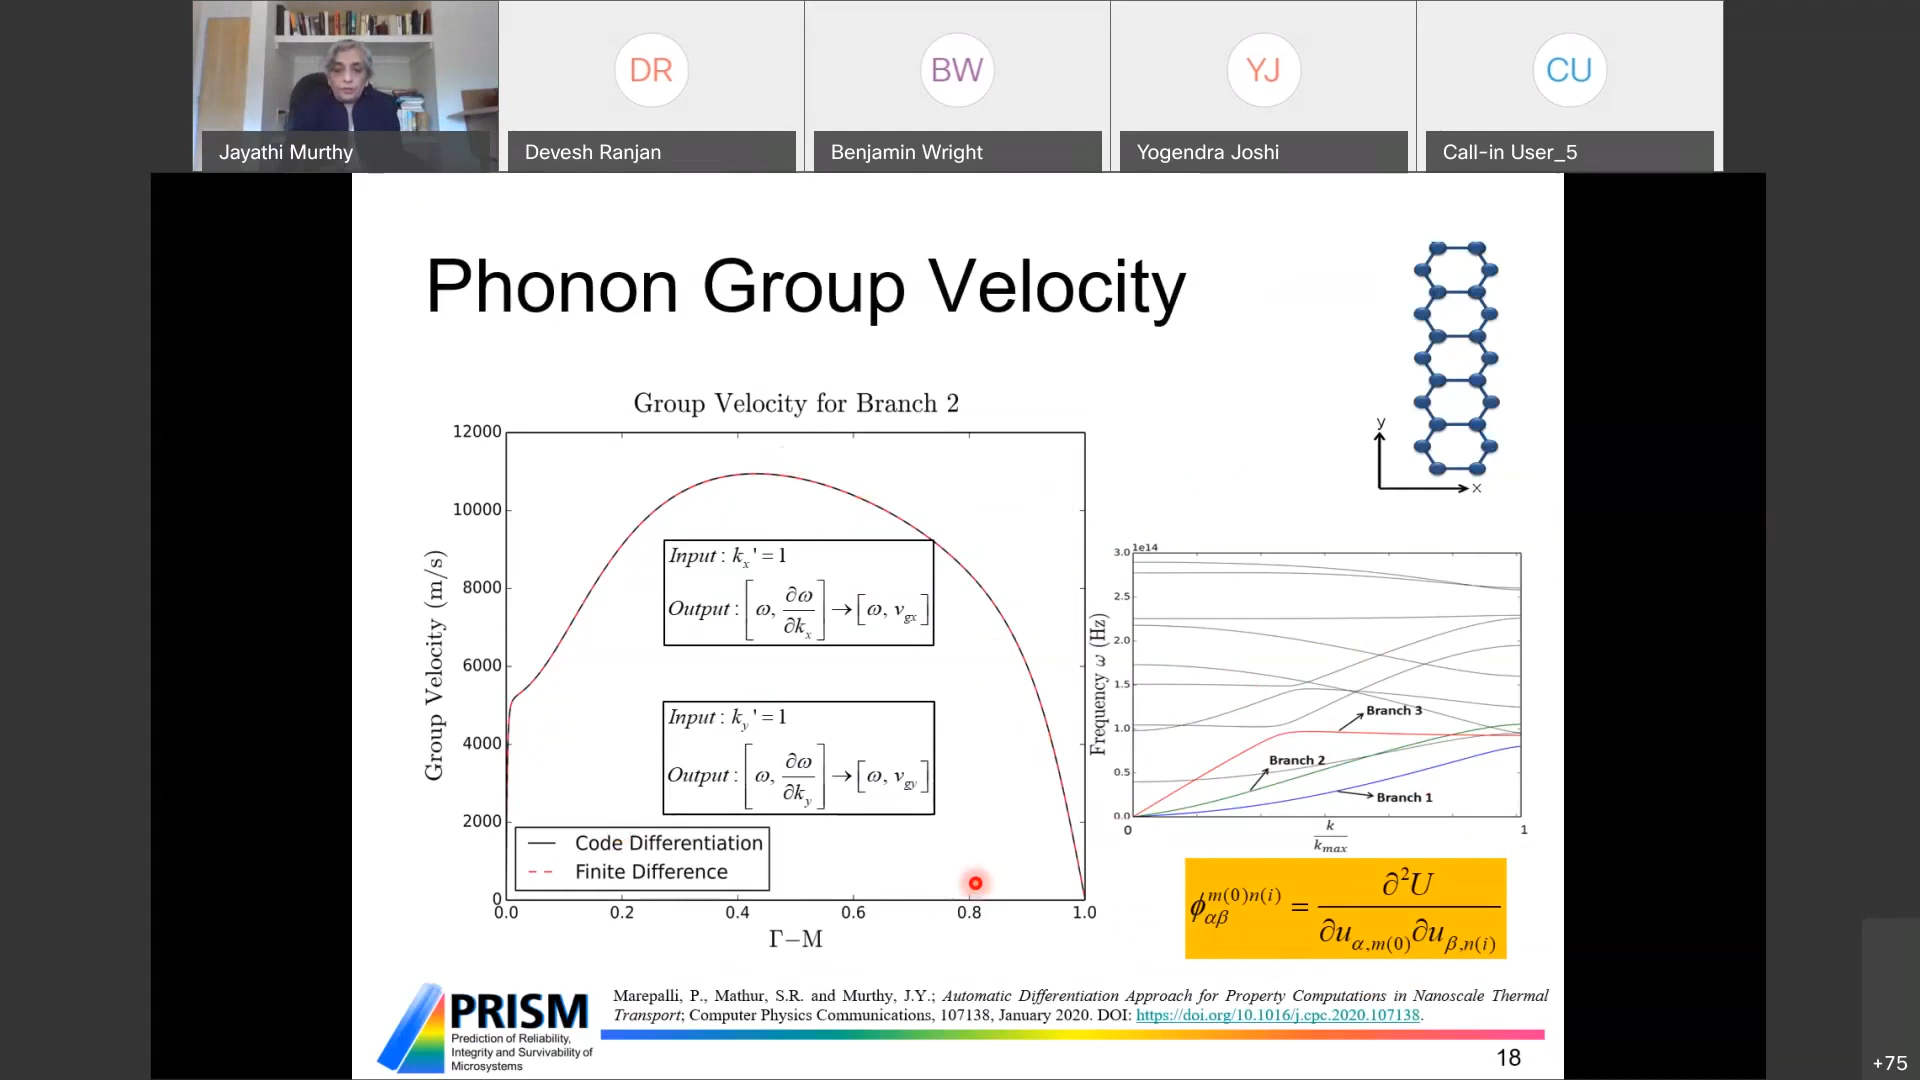 DR
BW
YJ
CU
Jayathi Murthy
Devesh Ranjan
Benjamin Wright
Yogendra Joshi
Call-in User_5
Phonon Group Velocity
y
x
Group Velocity for Branch 2
12000
10000
8000
6000
4000
2000
0
Group Velocity (m/s)
Input : k_x ' = 1
Output : [ω, ∂ω/∂k_x] → [ω, v_gx]
Input : k_y ' = 1
Output : [ω, ∂ω/∂k_y] → [ω, v_gy]
Code Differentiation
Finite Difference
0.0 0.2 0.4 0.6 0.8 1.0
Γ−M
1e14
3.0
2.5
2.0
1.5
1.0
0.5
0.0
Frequency ω (Hz)
Branch 3
Branch 2
Branch 1
0 k/k_max 1
ϕ_αβ^m(0)n(i) = ∂²U/∂u_α,m(0)∂u_β,n(i)
PRISM
Prediction of Reliability,
Integrity and Survivability of
Microsystems
Marepalli, P., Mathur, S.R. and Murthy, J.Y.; Automatic Differentiation Approach for Property Computations in Nanoscale Thermal
Transport; Computer Physics Communications, 107138, January 2020. DOI: https://doi.org/10.1016/j.cpc.2020.107138.
18
+75